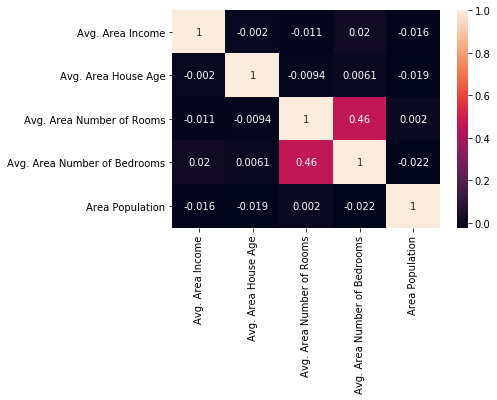 Avg. Area Income 1 -0.002 -0.011 0.02 -0.016
Avg. Area House Age -0.002 1 -0.0094 0.0061 -0.019
Avg. Area Number of Rooms -0.011 -0.0094 1 0.46 0.002
Avg. Area Number of Bedrooms 0.02 0.0061 0.46 1 -0.022
Area Population -0.016 -0.019 0.002 -0.022 1
Avg. Area Income
Avg. Area House Age
Avg. Area Number of Rooms
Avg. Area Number of Bedrooms
Area Population
1.0
0.8
0.6
0.4
0.2
0.0